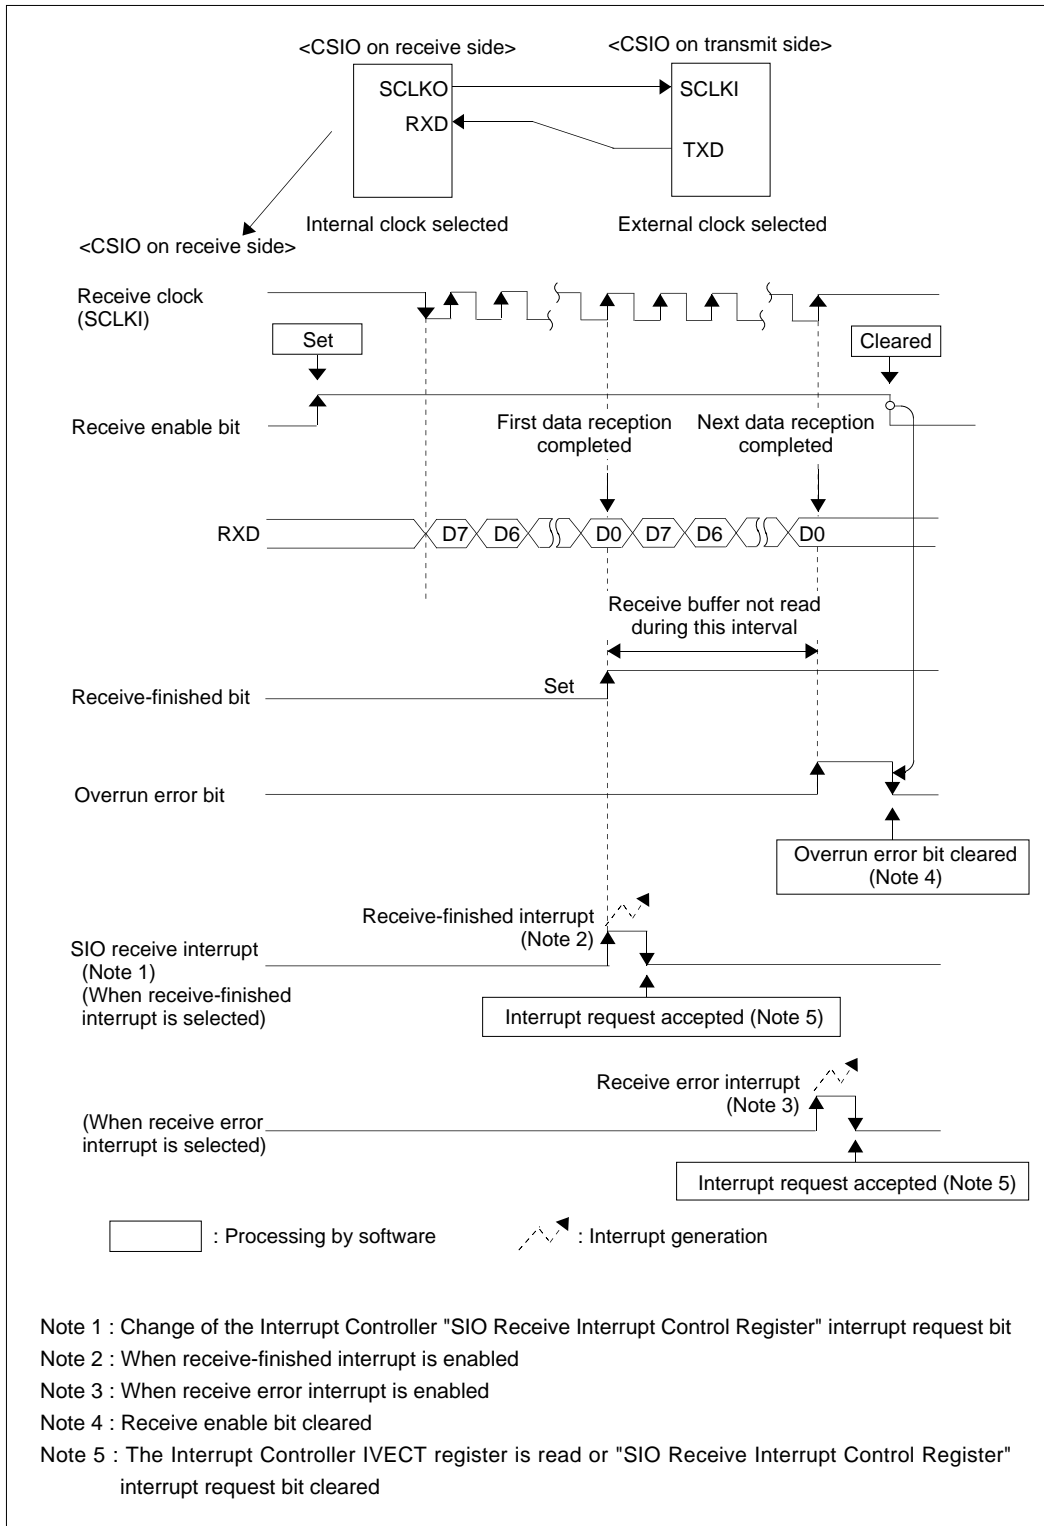 <CSIO on receive side>
<CSIO on transmit side>
SCLKO
SCLKI
RXD
TXD
Internal clock selected
External clock selected
<CSIO on receive side>
Receive clock
(SCLKI)
Set
Cleared
Receive enable bit
First data reception
completed
Next data reception
completed
RXD
D7
D6
D0
D7
D6
D0
Receive buffer not read
during this interval
Receive-finished bit
Set
Overrun error bit
Overrun error bit cleared
(Note 4)
Receive-finished interrupt
(Note 2)
SIO receive interrupt
(Note 1)
(When receive-finished
interrupt is selected)
Interrupt request accepted (Note 5)
Receive error interrupt
(Note 3)
(When receive error
interrupt is selected)
Interrupt request accepted (Note 5)
: Processing by software
: Interrupt generation
Note 1 : Change of the Interrupt Controller "SIO Receive Interrupt Control Register" interrupt request bit
Note 2 : When receive-finished interrupt is enabled
Note 3 : When receive error interrupt is enabled
Note 4 : Receive enable bit cleared
Note 5 : The Interrupt Controller IVECT register is read or "SIO Receive Interrupt Control Register"
interrupt request bit cleared